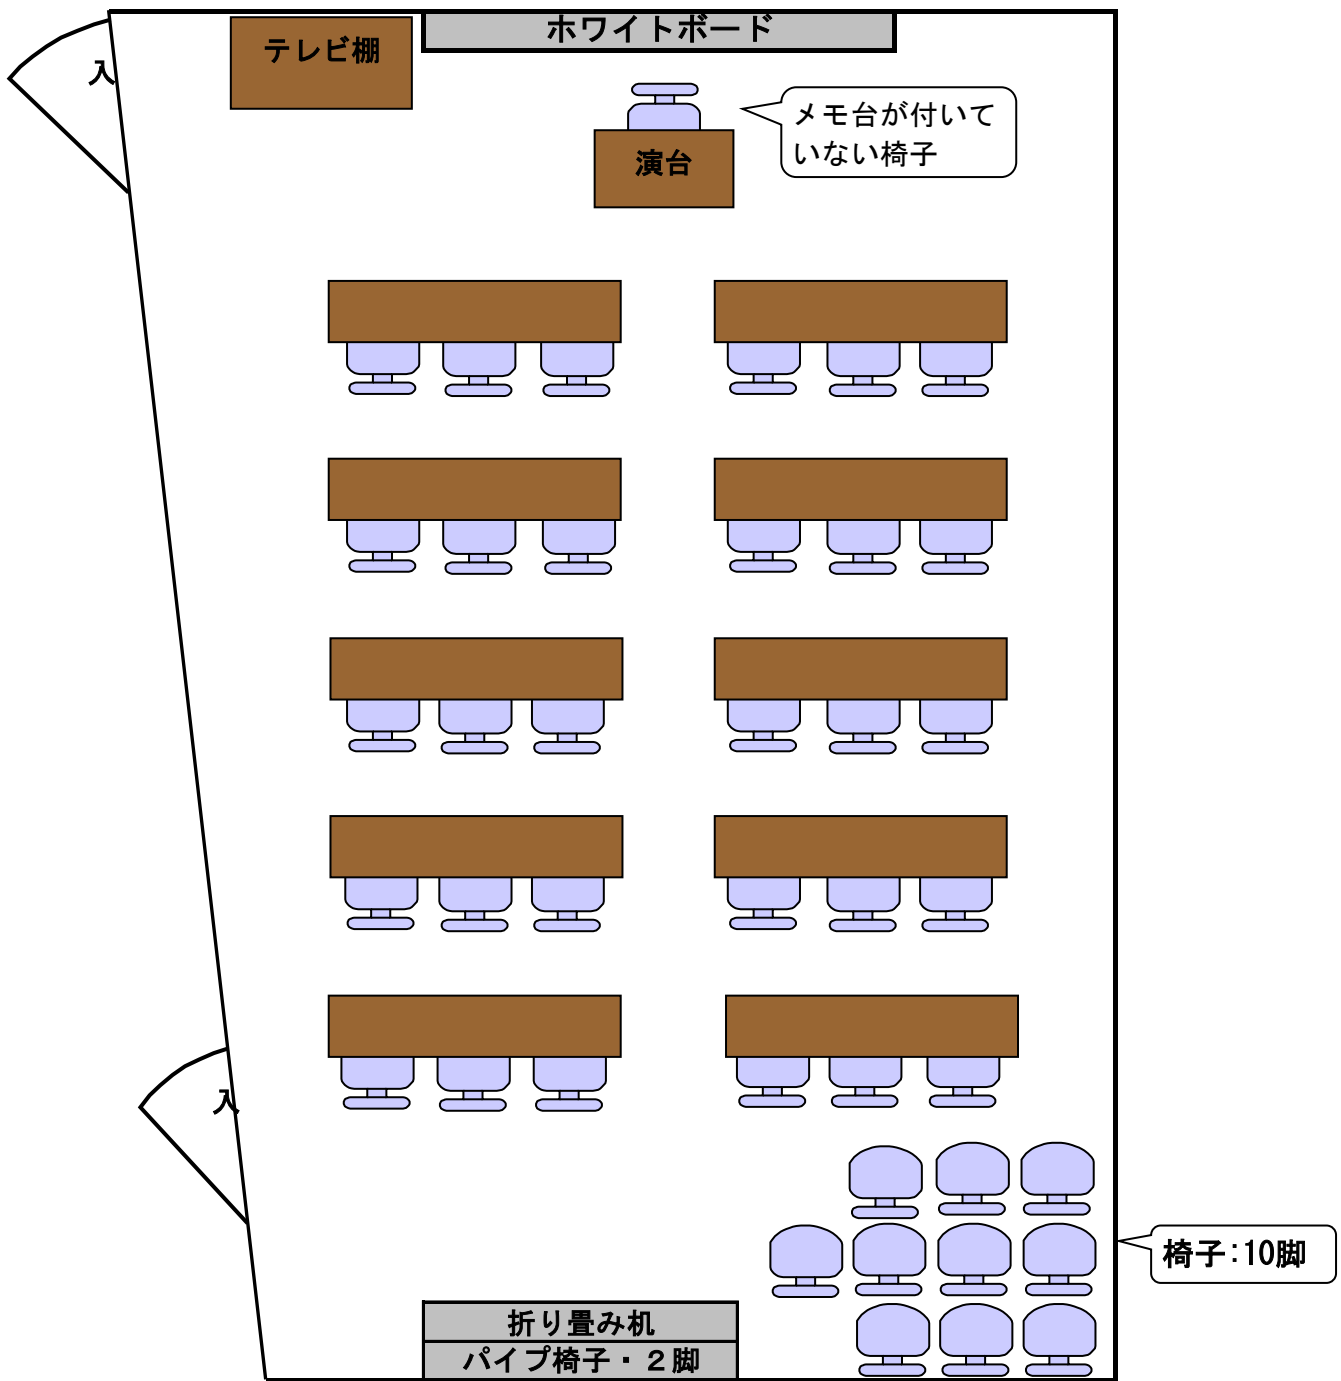 ホワイトボード
テレビ棚
入
メモ台が付いて
いない椅子
演台
入
椅子:10脚
折り畳み机
パイプ椅子・２脚